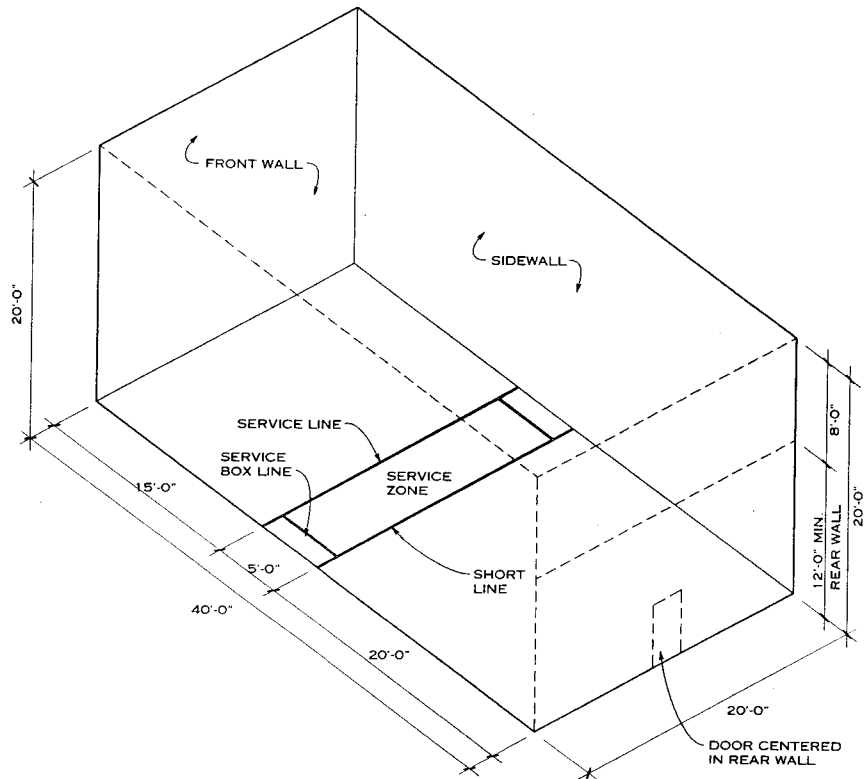 FRONT WALL
SIDEWALL
20'-0"
SERVICE LINE
SERVICE
BOX LINE
SERVICE
ZONE
8'-0"
20'-0"
12'-0" MIN.
REAR WALL
15'-0"
5'-0"
40'-0"
SHORT
LINE
20'-0"
20'-0"
DOOR CENTERED
IN REAR WALL